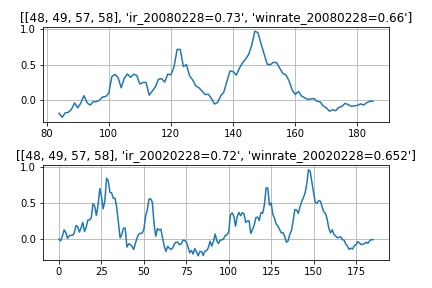 [[48, 49, 57, 58], 'ir_20080228=0.73', 'winrate_20080228=0.66']
1.0
0.5
0.0
80 100 120 140 160 180
[[48, 49, 57, 58], 'ir_20020228=0.72', 'winrate_20020228=0.652']
1.0
0.5
0.0
0 25 50 75 100 125 150 175